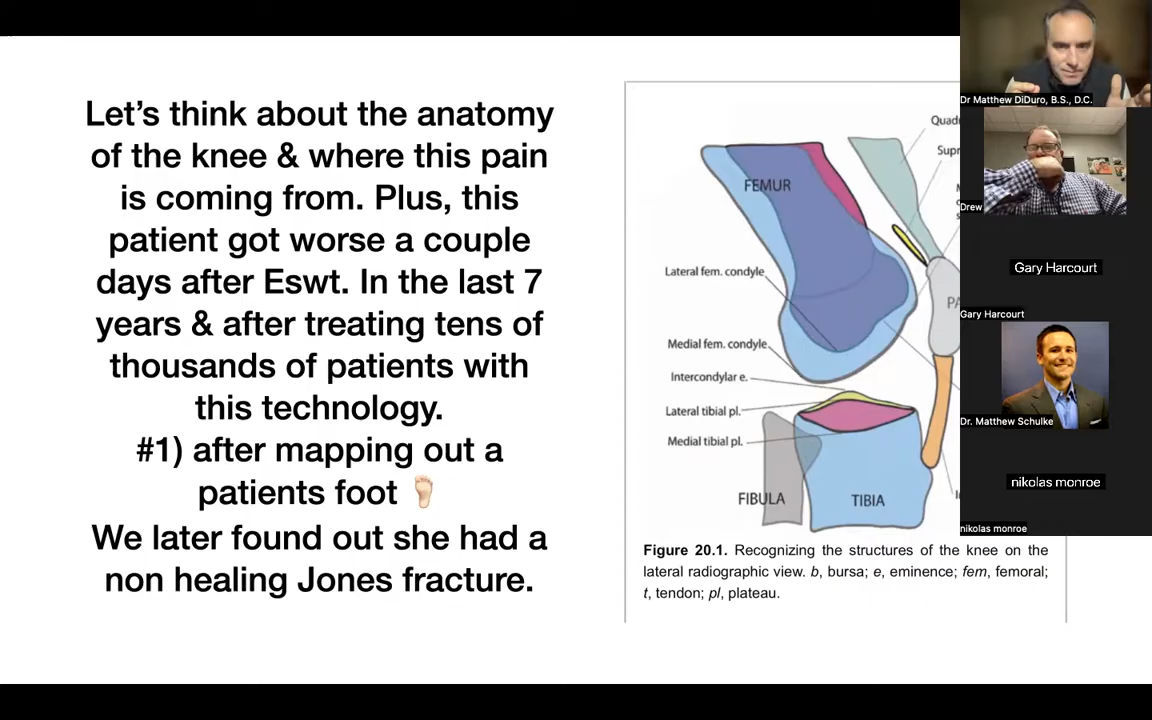 Let’s think about the anatomy
of the knee & where this pain
is coming from. Plus, this
patient got worse a couple
days after Eswt. In the last 7
years & after treating tens of
thousands of patients with
this technology.
#1) after mapping out a
patients foot 🦶🏻
We later found out she had a
non healing Jones fracture.
FEMUR
Lateral fem. condyle
Medial fem. condyle
Intercondylar e.
Lateral tibial pl.
Medial tibial pl.
FIBULA
TIBIA
Figure 20.1. Recognizing the structures of the knee on the
lateral radiographic view. b, bursa; e, eminence; fem, femoral;
t, tendon; pl, plateau.
Dr Matthew DiDuro, B.S., D.C.
Drew
Gary Harcourt
Gary Harcourt
Dr. Matthew Schulke
nikolas monroe
nikolas monroe